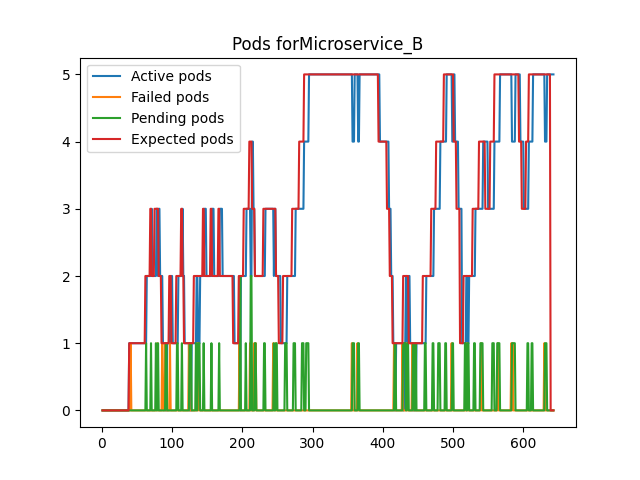 Pods forMicroservice_B
Active pods
Failed pods
Pending pods
Expected pods
5
4
3
2
1
0
0 100 200 300 400 500 600